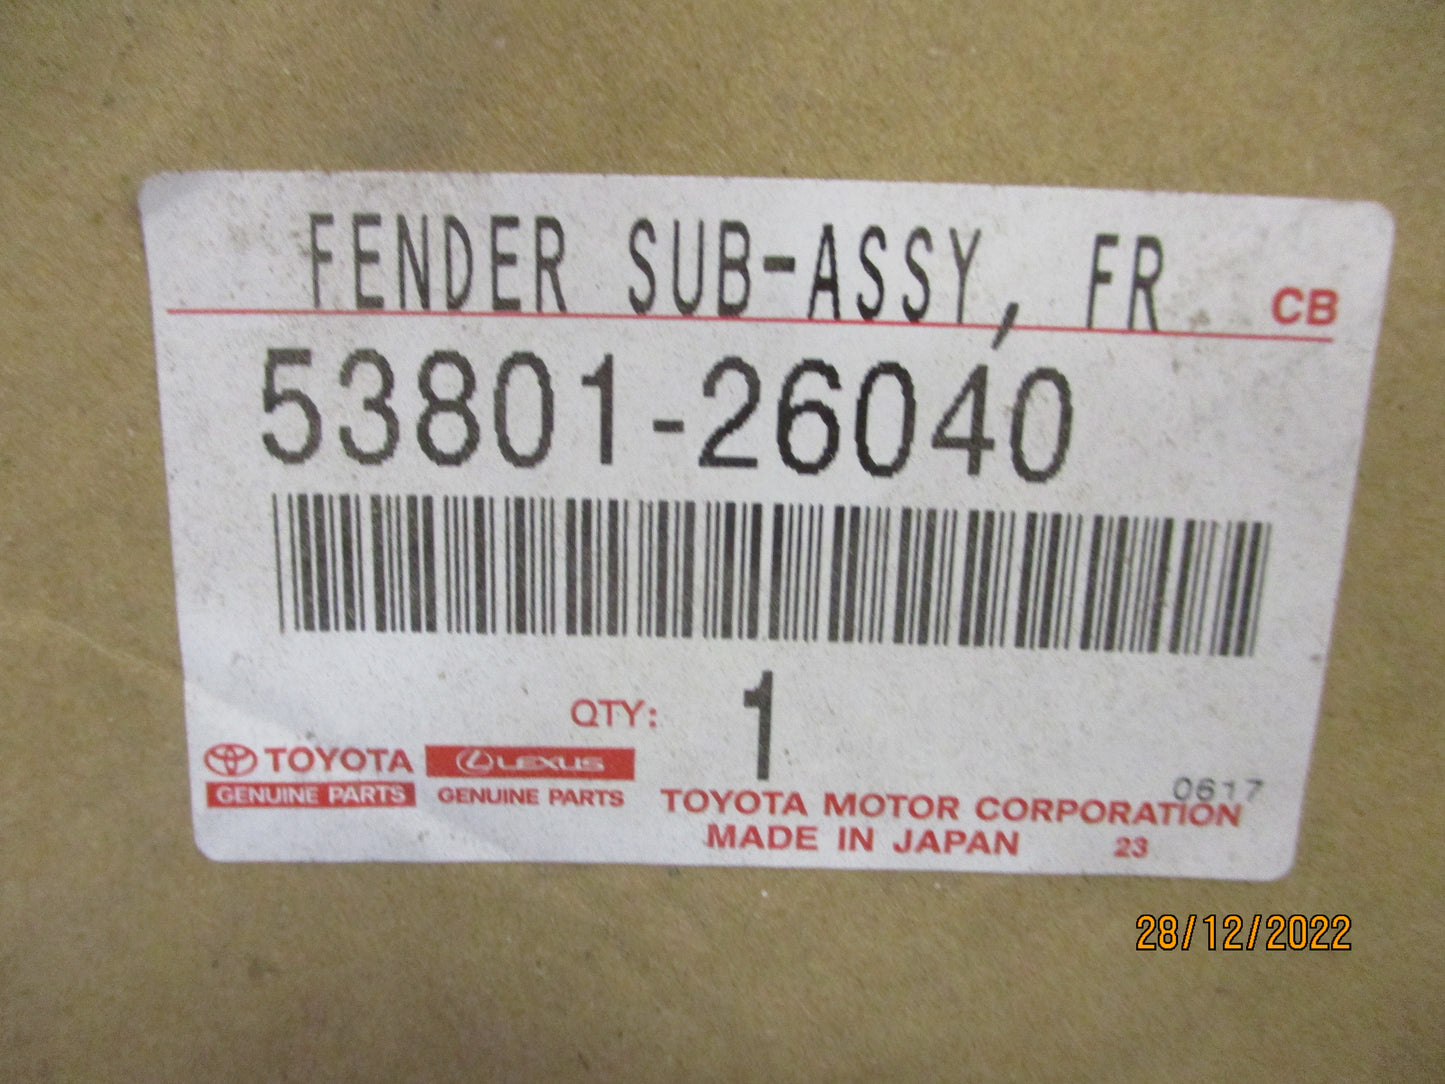 FENDER SUB-ASSY, FR
CB
53801-26040
QTY: 1
TOYOTA
GENUINE PARTS
LEXUS
GENUINE PARTS
0617
TOYOTA MOTOR CORPORATION
MADE IN JAPAN 23
28/12/2022